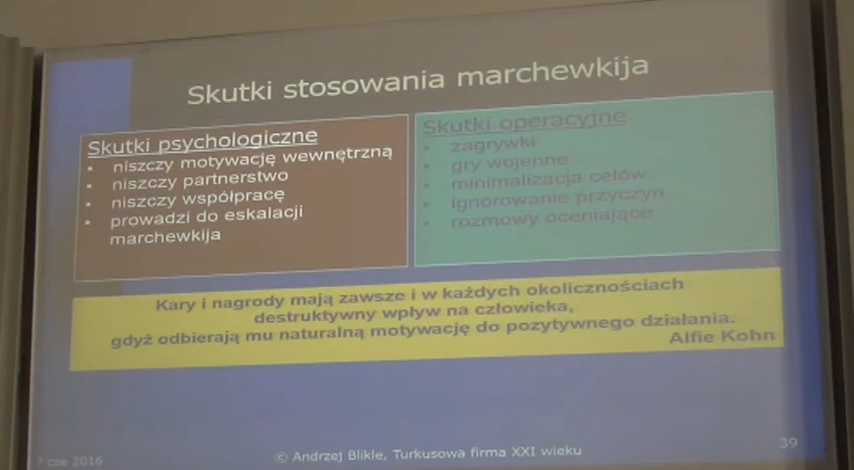 Skutki stosowania marchewkija
Skutki psychologiczne
• niszczy motywację wewnętrzną
• niszczy partnerstwo
• niszczy współpracę
• prowadzi do eskalacji
marchewkija
Skutki operacyjne
• zagrywki
• gry wojenne
• minimalizacja celów
• ignorowanie przyczyn
• rozmowy oceniające
Kary i nagrody mają zawsze i w każdych okolicznościach
destruktywny wpływ na człowieka,
gdyż odbierają mu naturalną motywację do pozytywnego działania.
Alfie Kohn
7 cze 2016
© Andrzej Blikle, Turkusowa firma XXI wieku
39